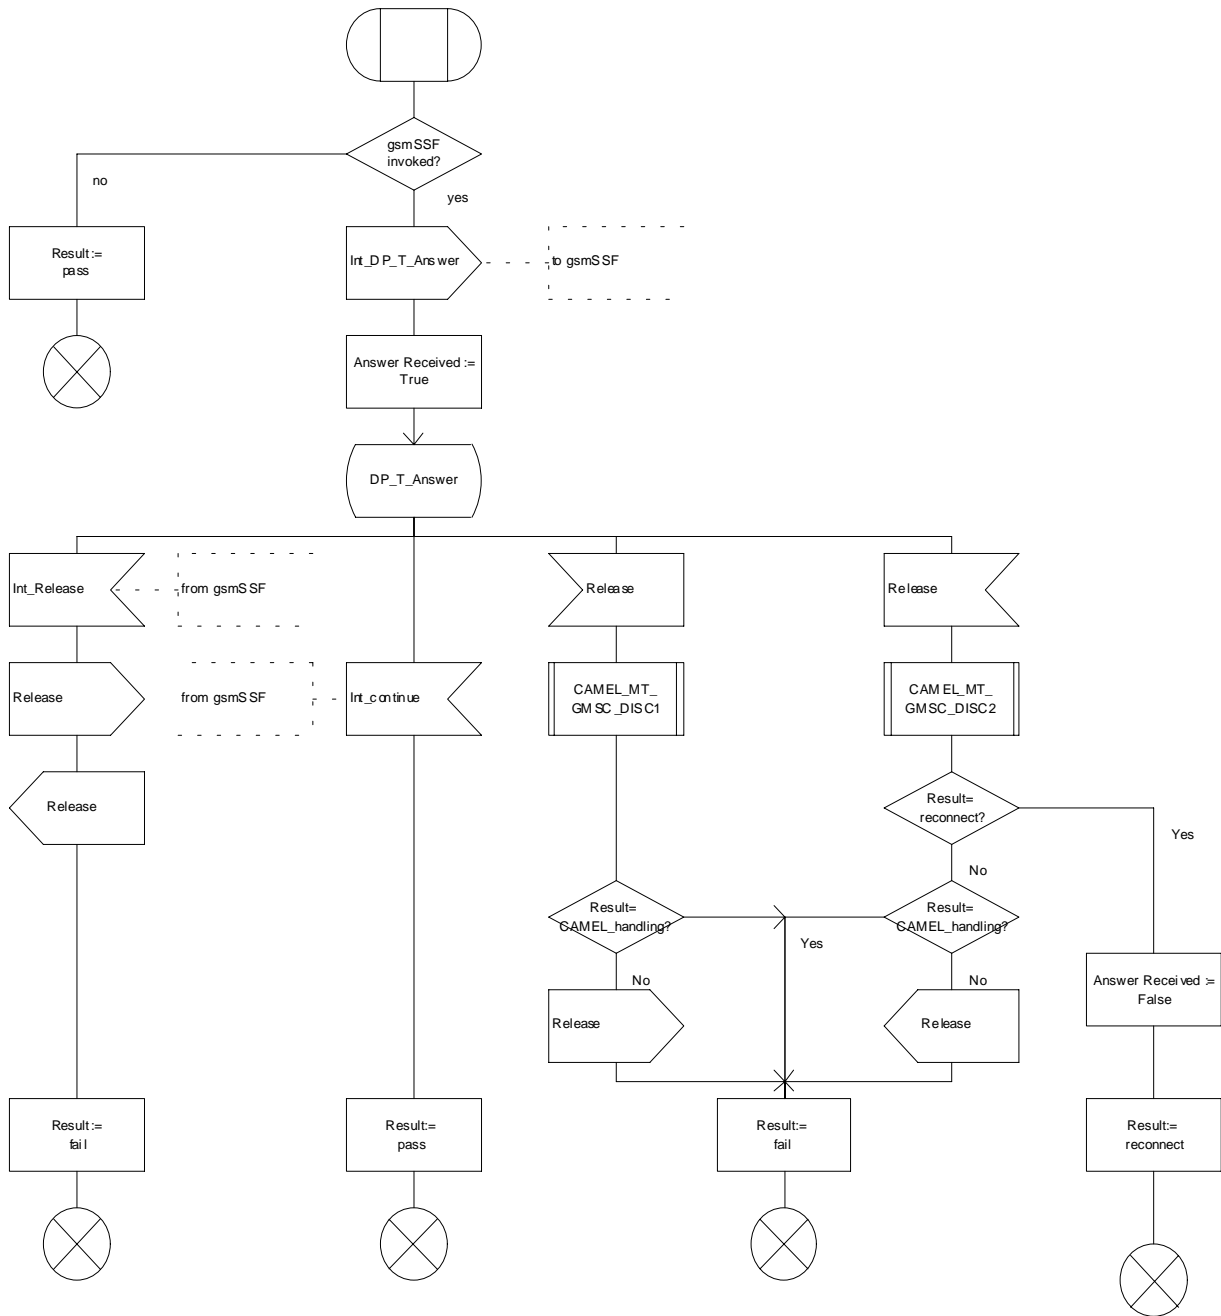 gsmSSF
invoked?
no
yes
Result:=
pass
Int_DP_T_Answer
to gsmSSF
Answer Received :=
True
DP_T_Answer
Int_Release
from gsmSSF
Release
Release
Release
from gsmSSF
Int_continue
CAMEL_MT_
GMSC_DISC1
CAMEL_MT_
GMSC_DISC2
Release
Result=
reconnect?
Yes
No
Result=
CAMEL_handling?
Yes
Result=
CAMEL_handling?
No
No
Answer Received :=
False
Release
Release
Result:=
fail
Result:=
pass
Result:=
fail
Result:=
reconnect